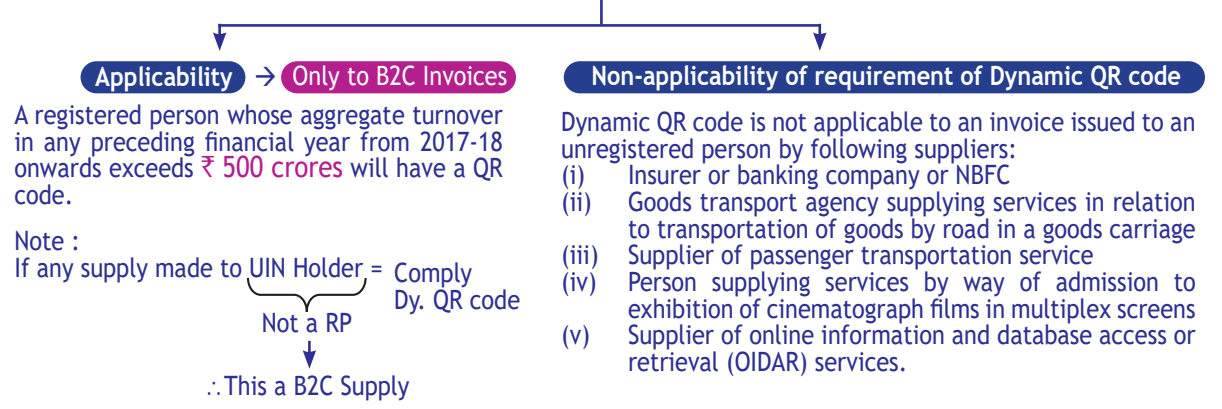 Applicability → Only to B2C Invoices
A registered person whose aggregate turnover
in any preceding financial year from 2017-18
onwards exceeds ₹ 500 crores will have a QR
code.
Note :
If any supply made to UIN Holder = Comply
Dy. QR code
Not a RP
∴This a B2C Supply
Non-applicability of requirement of Dynamic QR code
Dynamic QR code is not applicable to an invoice issued to an
unregistered person by following suppliers:
(i) Insurer or banking company or NBFC
(ii) Goods transport agency supplying services in relation
to transportation of goods by road in a goods carriage
(iii) Supplier of passenger transportation service
(iv) Person supplying services by way of admission to
exhibition of cinematograph films in multiplex screens
(v) Supplier of online information and database access or
retrieval (OIDAR) services.